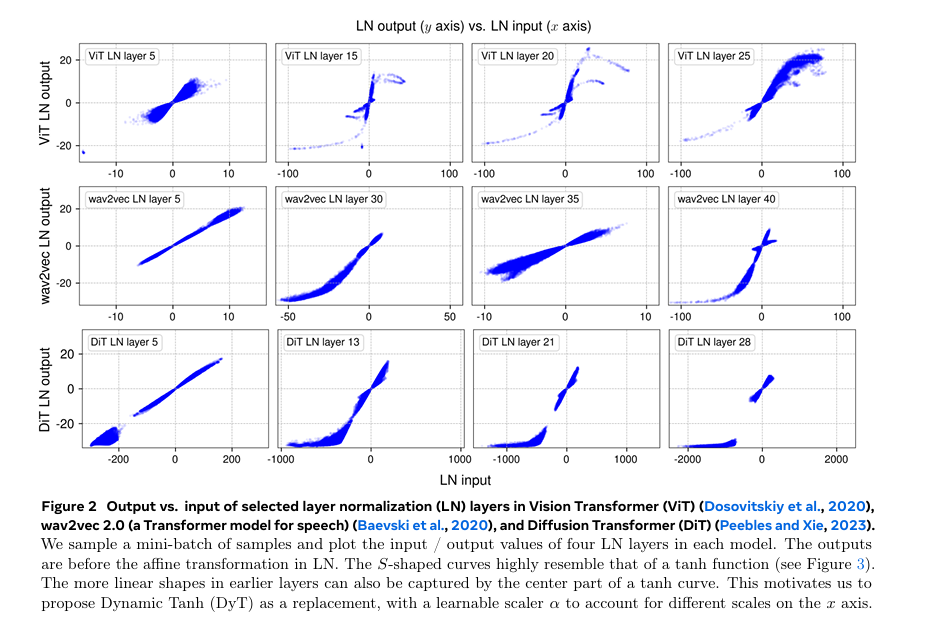 LN output (y axis) vs. LN input (x axis)
ViT LN output
20
0
-20
ViT LN layer 5
-10
0
10
ViT LN layer 15
-100
0
100
ViT LN layer 20
-100
0
100
ViT LN layer 25
-100
0
100
wav2vec LN output
20
0
-20
wav2vec LN layer 5
-10
0
10
wav2vec LN layer 30
-50
0
50
wav2vec LN layer 35
-10
0
10
wav2vec LN layer 40
-100
0
100
DiT LN output
20
0
-20
DiT LN layer 5
-200
0
200
DiT LN layer 13
-1000
0
1000
DiT LN layer 21
-1000
0
1000
DiT LN layer 28
-2000
0
2000
LN input
Figure 2 Output vs. input of selected layer normalization (LN) layers in Vision Transformer (ViT) (Dosovitskiy et al., 2020),
wav2vec 2.0 (a Transformer model for speech) (Baevski et al., 2020), and Diffusion Transformer (DiT) (Peebles and Xie, 2023).
We sample a mini-batch of samples and plot the input / output values of four LN layers in each model. The outputs
are before the affine transformation in LN. The S-shaped curves highly resemble that of a tanh function (see Figure 3).
The more linear shapes in earlier layers can also be captured by the center part of a tanh curve. This motivates us to
propose Dynamic Tanh (DyT) as a replacement, with a learnable scaler α to account for different scales on the x axis.